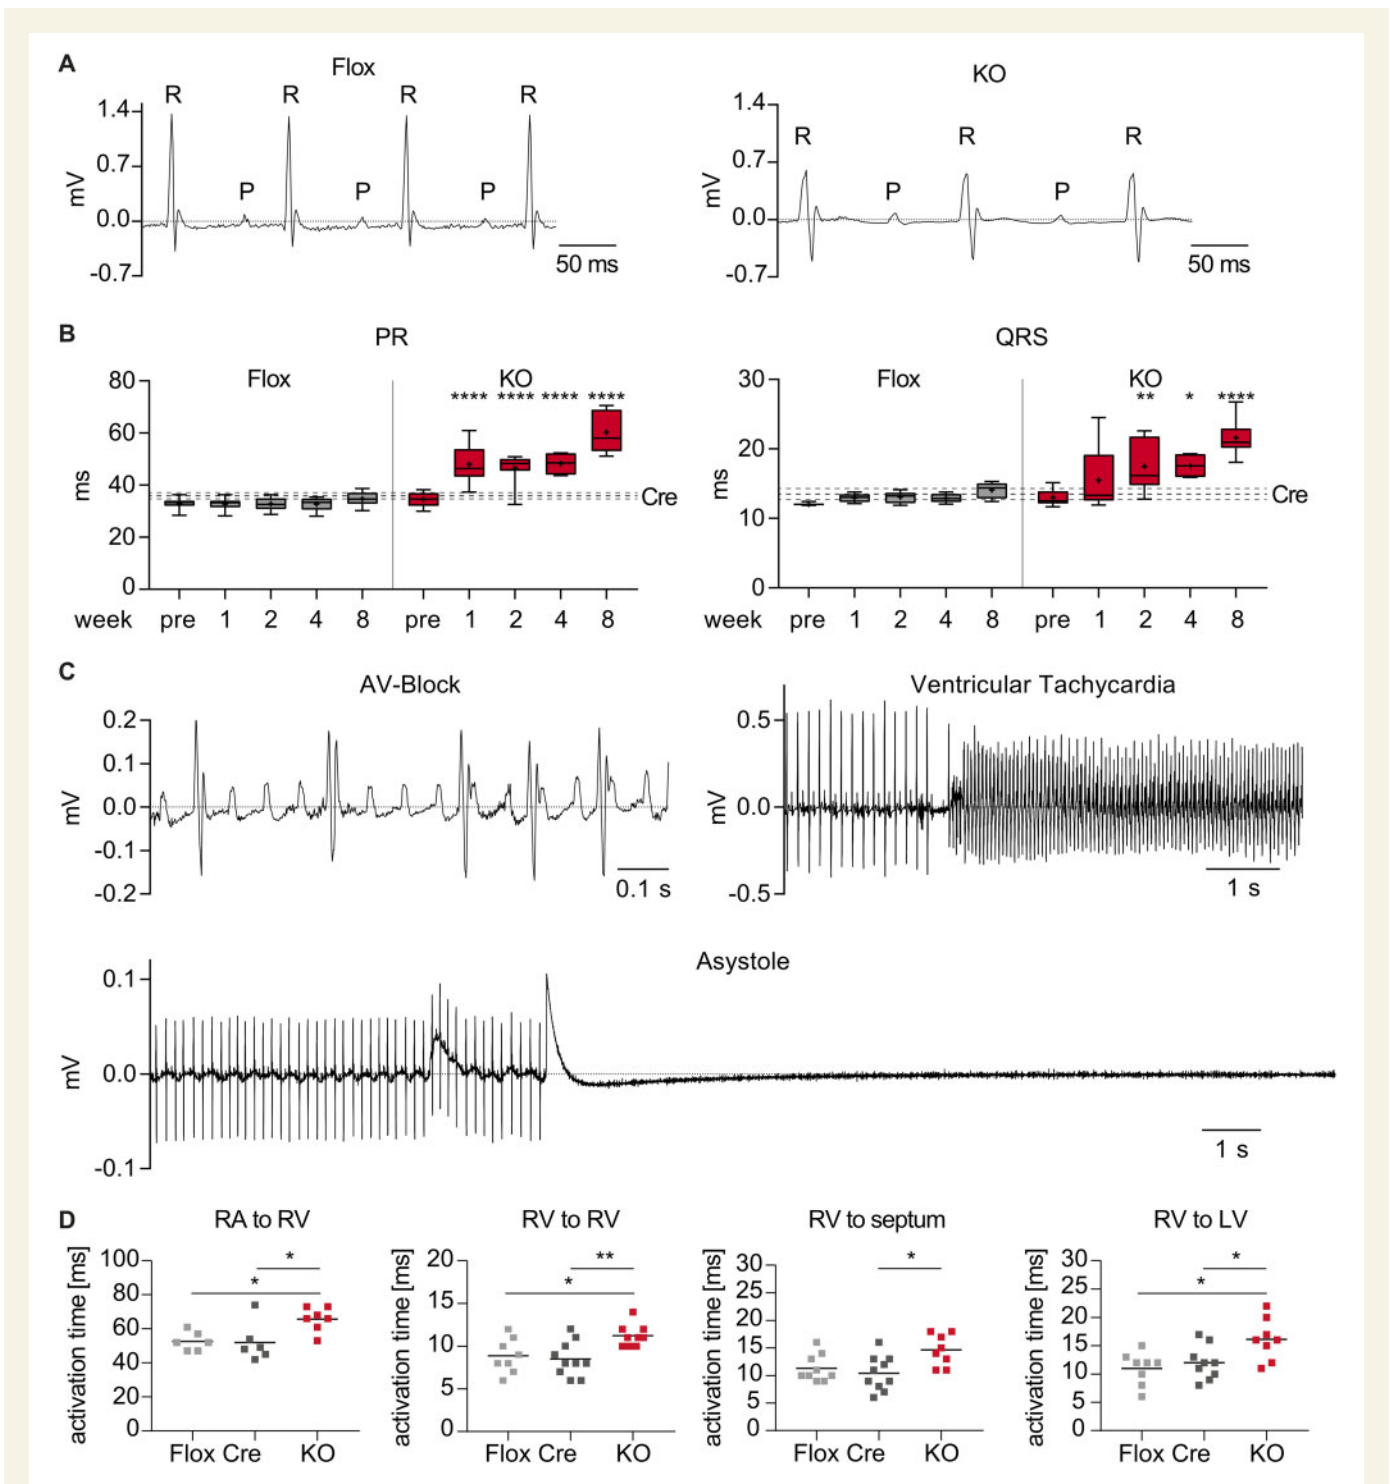 A
Flox
KO
R R R R
1.4
0.7
0.0
-0.7
mV
P P P
50 ms
R R R
1.4
0.7
0.0
-0.7
mV
P P
50 ms
B
PR
QRS
Flox
KO
**** **** **** ****
80
60
40
20
0
ms
Cre
week pre 1 2 4 8 pre 1 2 4 8
Flox
KO
** * ****
30
20
10
0
ms
Cre
week pre 1 2 4 8 pre 1 2 4 8
C
AV-Block
0.2
0.1
0.0
-0.1
-0.2
mV
0.1 s
Ventricular Tachycardia
0.5
0.0
-0.5
mV
1 s
Asystole
0.1
0.0
-0.1
mV
1 s
D
RA to RV
activation time [ms]
100
80
60
40
20
0
*
*
Flox Cre KO
RV to RV
activation time [ms]
20
15
10
5
0
**
*
Flox Cre KO
RV to septum
activation time [ms]
30
25
20
15
10
5
0
*
Flox Cre KO
RV to LV
activation time [ms]
30
25
20
15
10
5
0
*
*
Flox Cre KO